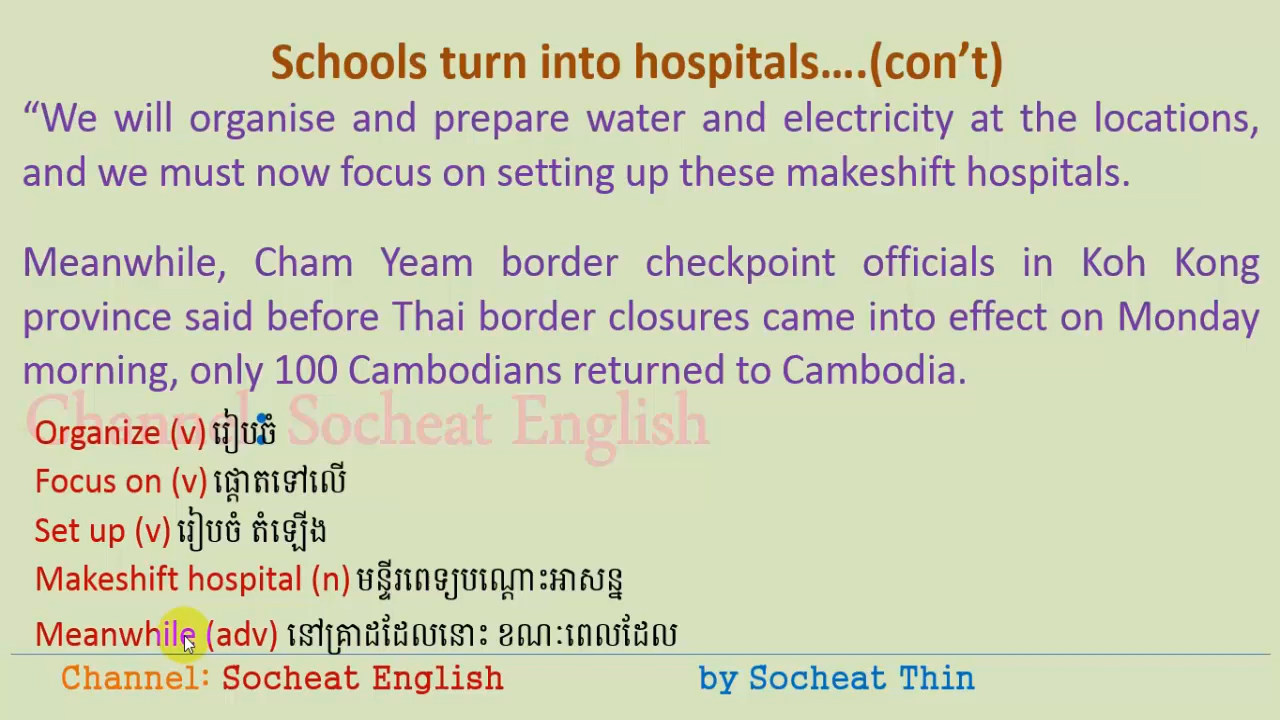 Schools turn into hospitals….(con’t)
“We will organise and prepare water and electricity at the locations,
and we must now focus on setting up these makeshift hospitals.
Meanwhile, Cham Yeam border checkpoint officials in Koh Kong
province said before Thai border closures came into effect on Monday
morning, only 100 Cambodians returned to Cambodia.
Channel: Socheat English
Organize (v) រៀបចំ
Focus on (v) ផ្តោតទៅលើ
Set up (v) រៀបចំ តំឡើង
Makeshift hospital (n) មន្ទីរពេទ្យបណ្តោះអាសន្ន
Meanwhile (adv) នៅគ្រាដដែលនោះ ខណៈពេលដែល
Channel: Socheat English by Socheat Thin